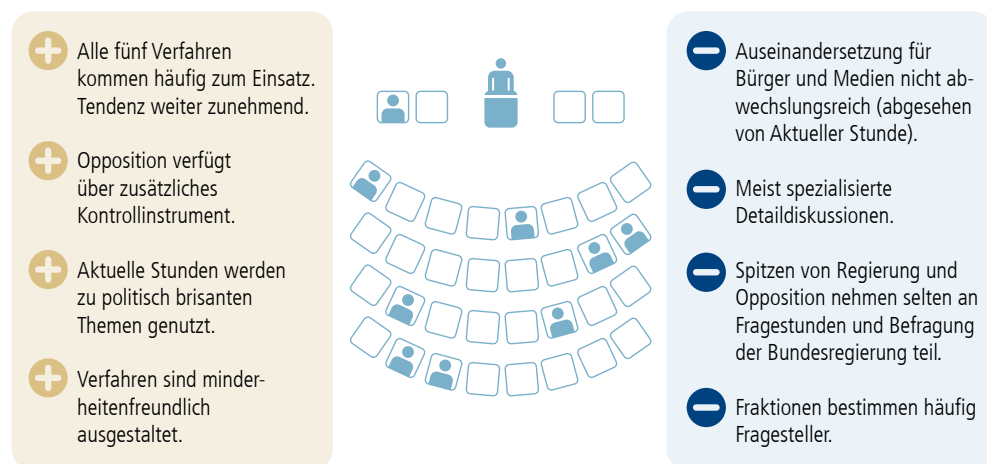 Alle fünf Verfahren
kommen häufig zum Einsatz.
Tendenz weiter zunehmend.
Opposition verfügt
über zusätzliches
Kontrollinstrument.
Aktuelle Stunden werden
zu politisch brisanten
Themen genutzt.
Verfahren sind minder-
heitenfreundlich
ausgestaltet.
Auseinandersetzung für
Bürger und Medien nicht ab-
wechslungsreich (abgesehen
von Aktueller Stunde).
Meist spezialisierte
Detaildiskussionen.
Spitzen von Regierung und
Opposition nehmen selten an
Fragestunden und Befragung
der Bundesregierung teil.
Fraktionen bestimmen häufig
Fragesteller.